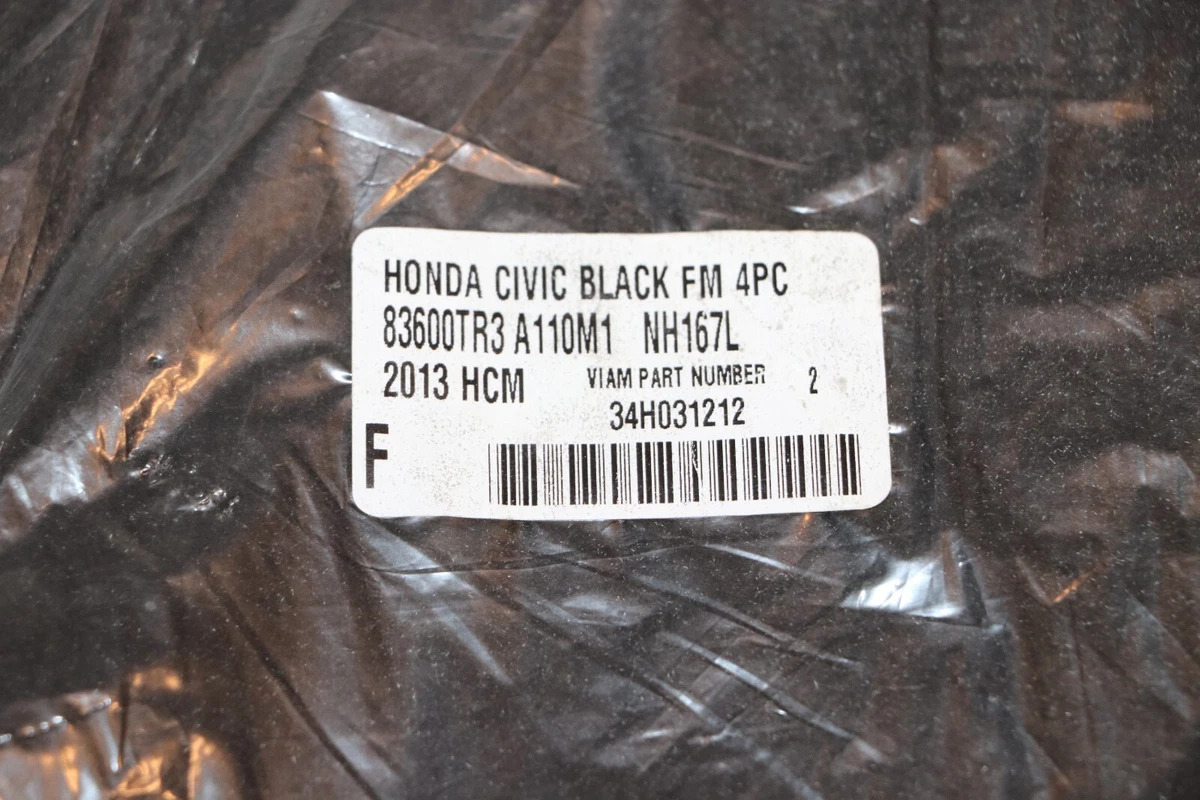 HONDA CIVIC BLACK FM 4PC
83600TR3 A110M1 NH167L
2013 HCM VIAM PART NUMBER 2
34H031212
F